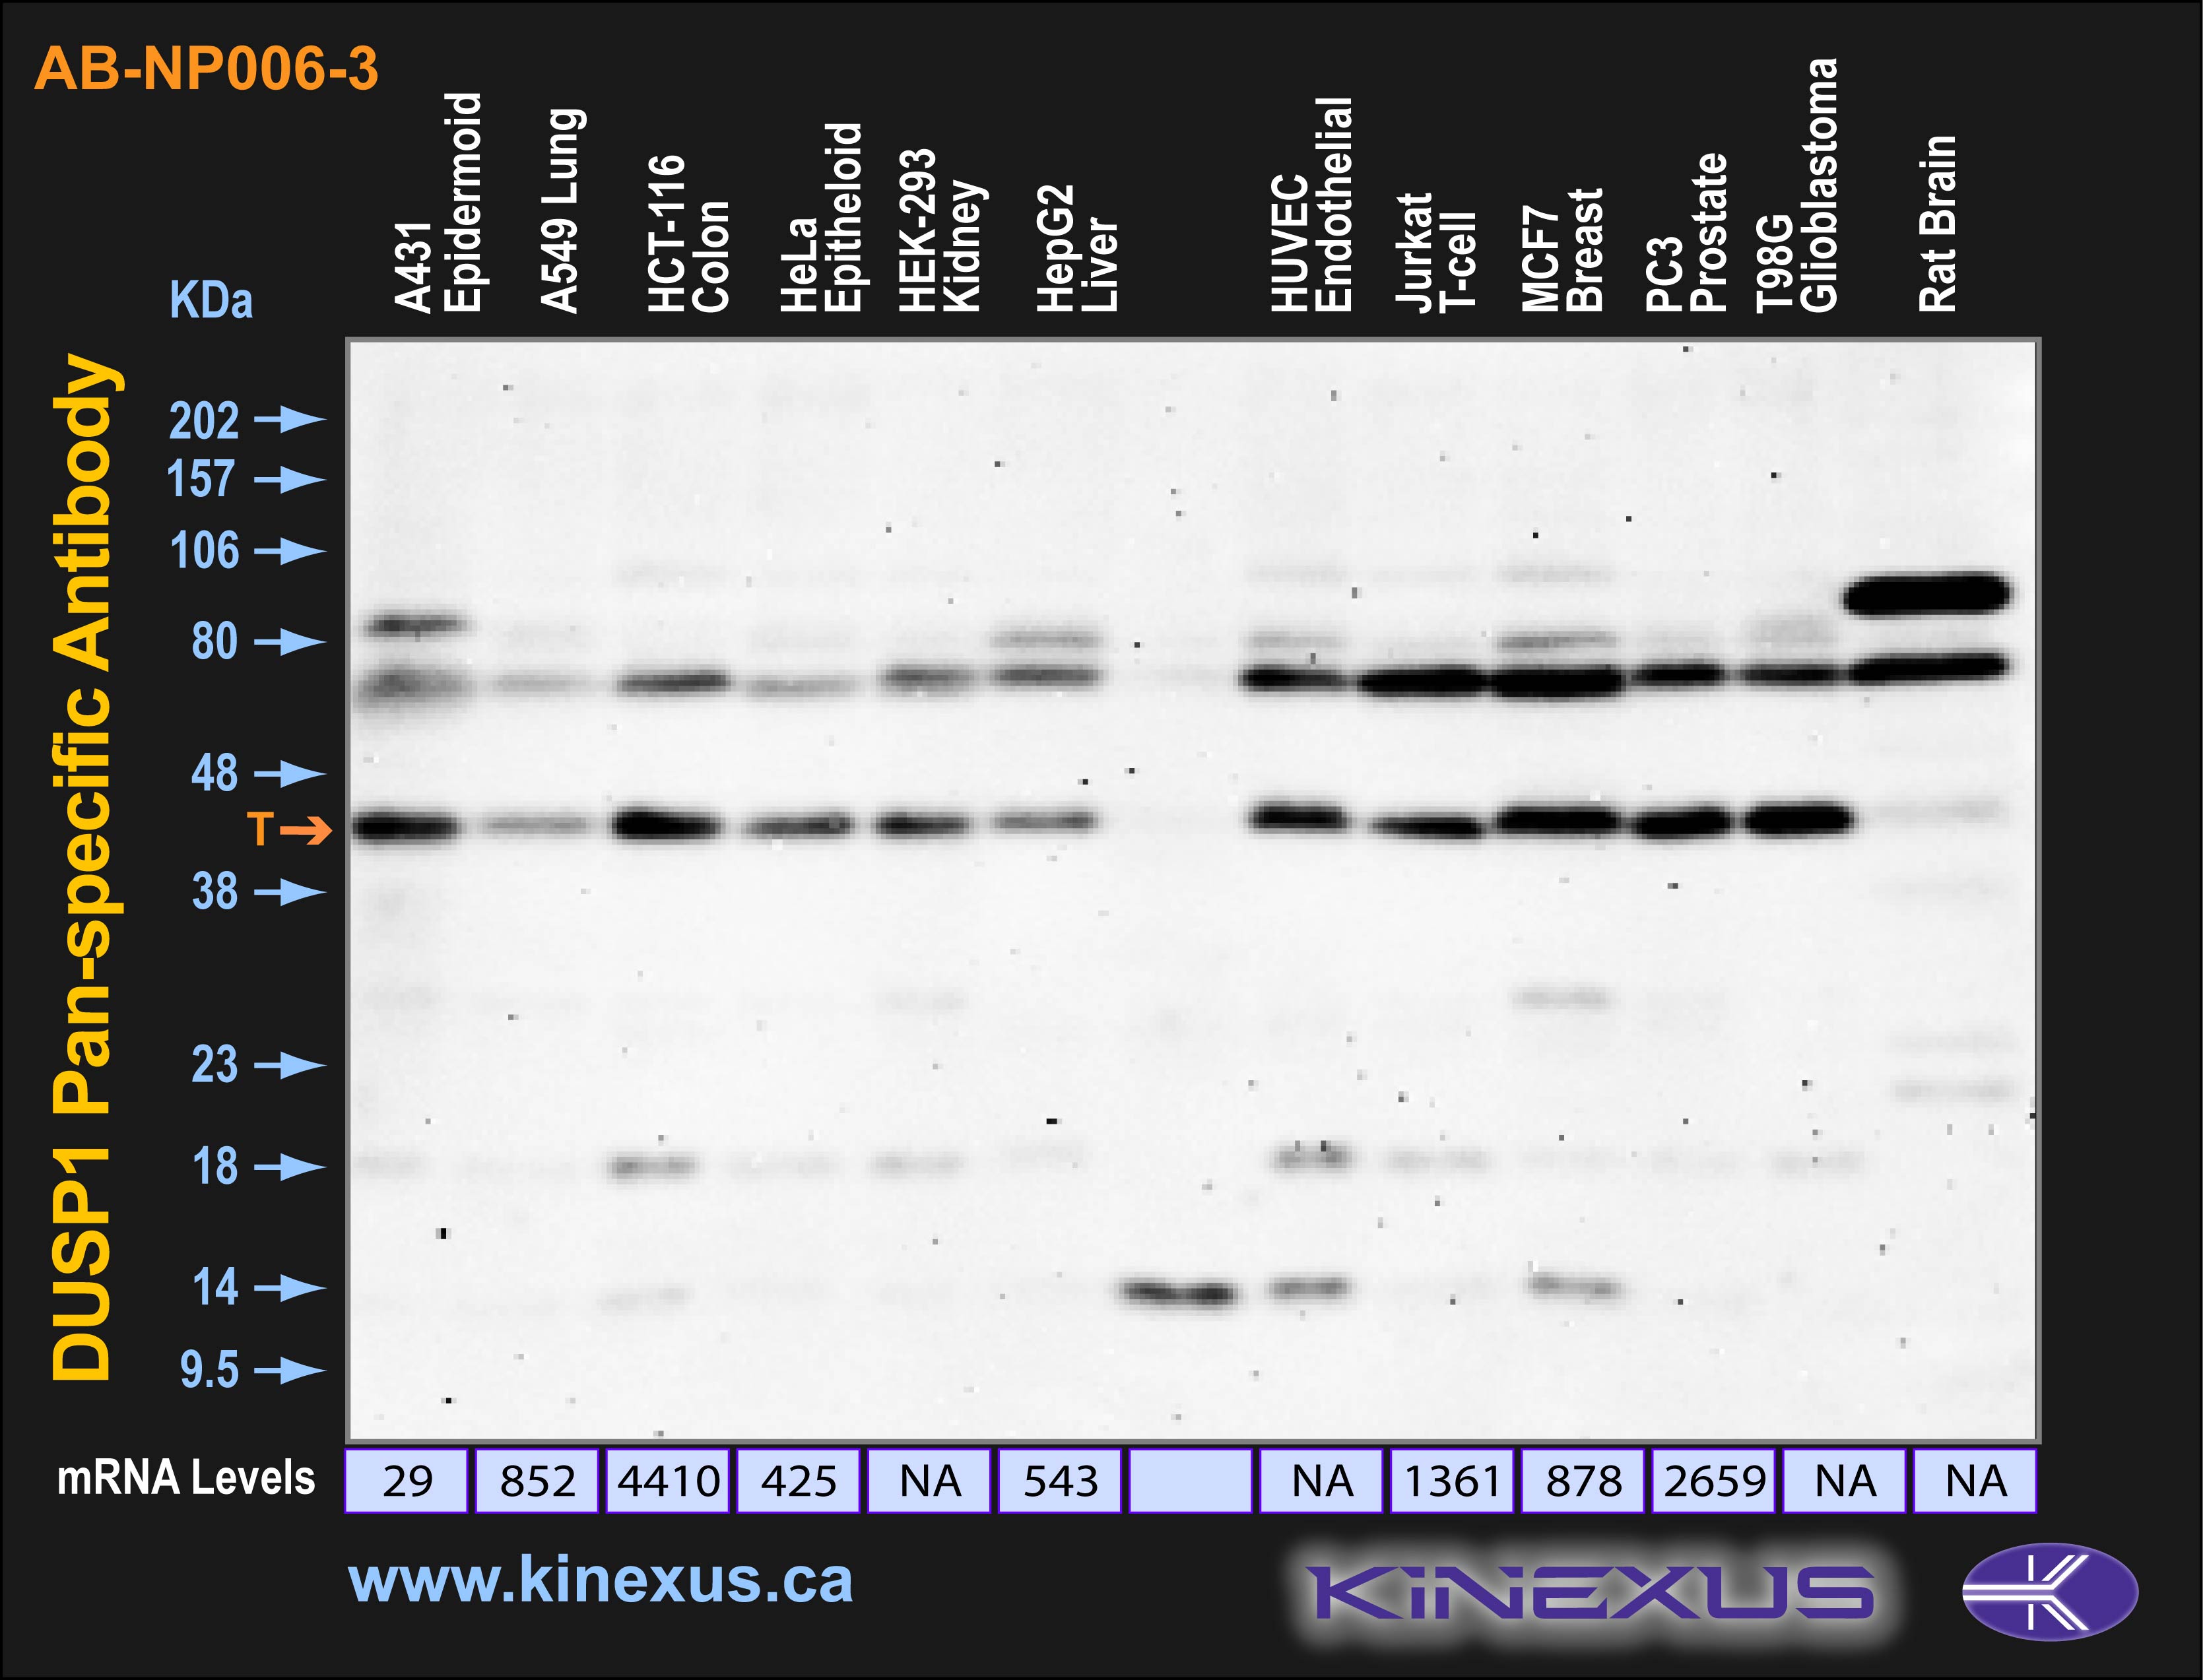 AB-NP006-3
A431
Epidermoid
A549 Lung
HCT-116
Colon
HeLa
Epitheloid
HEK-293
Kidney
HepG2
Liver
HUVEC
Endothelial
Jurkat
T-cell
MCF7
Breast
PC3
Prostate
T98G
Glioblastoma
Rat Brain
KDa
DUSP1 Pan-specific Antibody
202
157
106
80
48
T
38
23
18
14
9.5
mRNA Levels 29 852 4410 425 NA 543 NA 1361 878 2659 NA NA
www.kinexus.ca
KiNEXUS
K